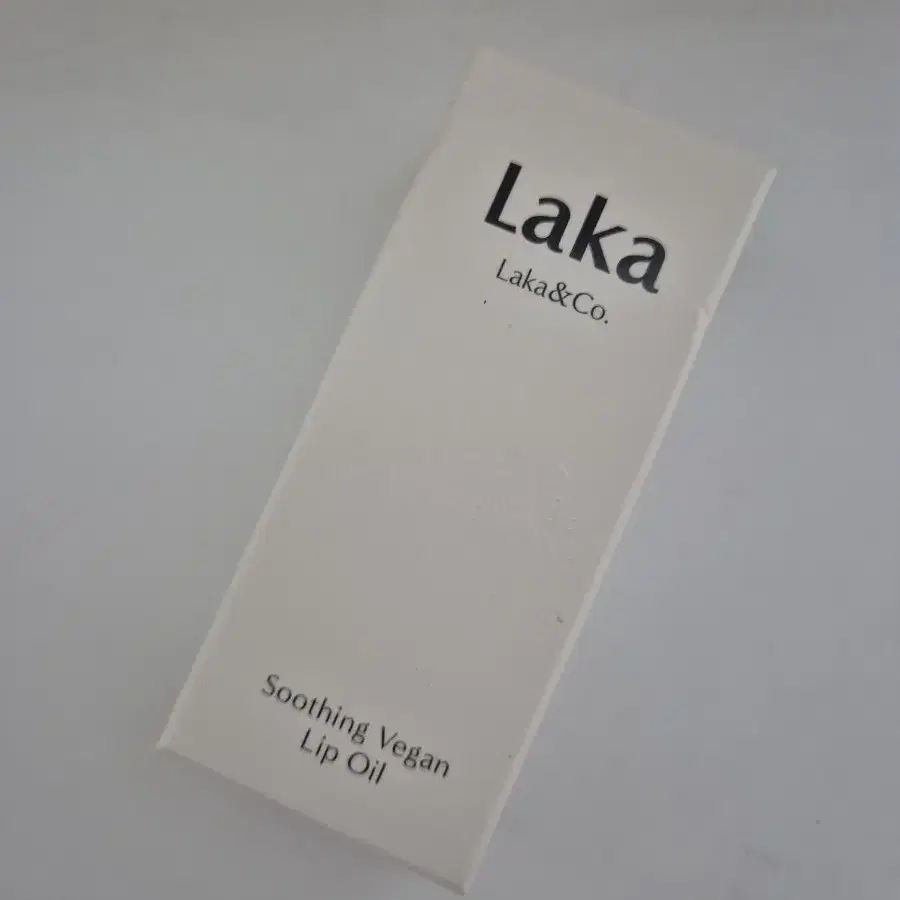 Laka
Laka&Co.
Soothing Vegan
Lip Oil